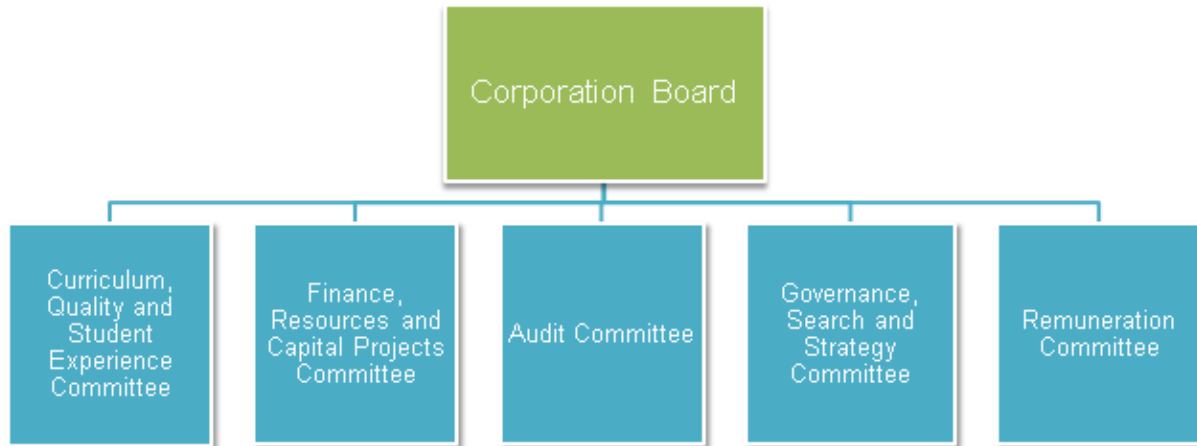 Corporation Board
Curriculum,
Quality and
Student
Experience
Committee
Finance,
Resources and
Capital Projects
Committee
Audit Committee
Governance,
Search and
Strategy
Committee
Remuneration
Committee